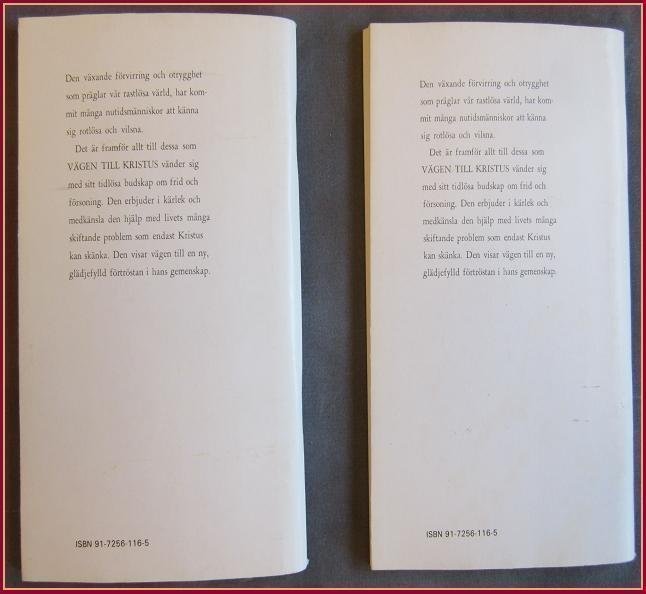 Den växande förvirring och otrygghet
som präglar vår rastlösa värld, har kom-
mit många nutidsmänniskor att känna
sig rotlösa och vilsna.
Det är framför allt till dessa som
VÄGEN TILL KRISTUS vänder sig
med sitt tidlösa budskap om frid och
försoning. Den erbjuder i kärlek och
medkänsla den hjälp med livets många
skiftande problem som endast Kristus
kan skänka. Den visar vägen till en ny,
glädjefylld förtröstan i hans gemenskap.
ISBN 91-7256-116-5
Den växande förvirring och otrygghet
som präglar vår rastlösa värld, har kom-
mit många nutidsmänniskor att känna
sig rotlösa och vilsna.
Det är framför allt till dessa som
VÄGEN TILL KRISTUS vänder sig
med sitt tidlösa budskap om frid och
försoning. Den erbjuder i kärlek och
medkänsla den hjälp med livets många
skiftande problem som endast Kristus
kan skänka. Den visar vägen till en ny,
glädjefylld förtröstan i hans gemenskap.
ISBN 91-7256-116-5